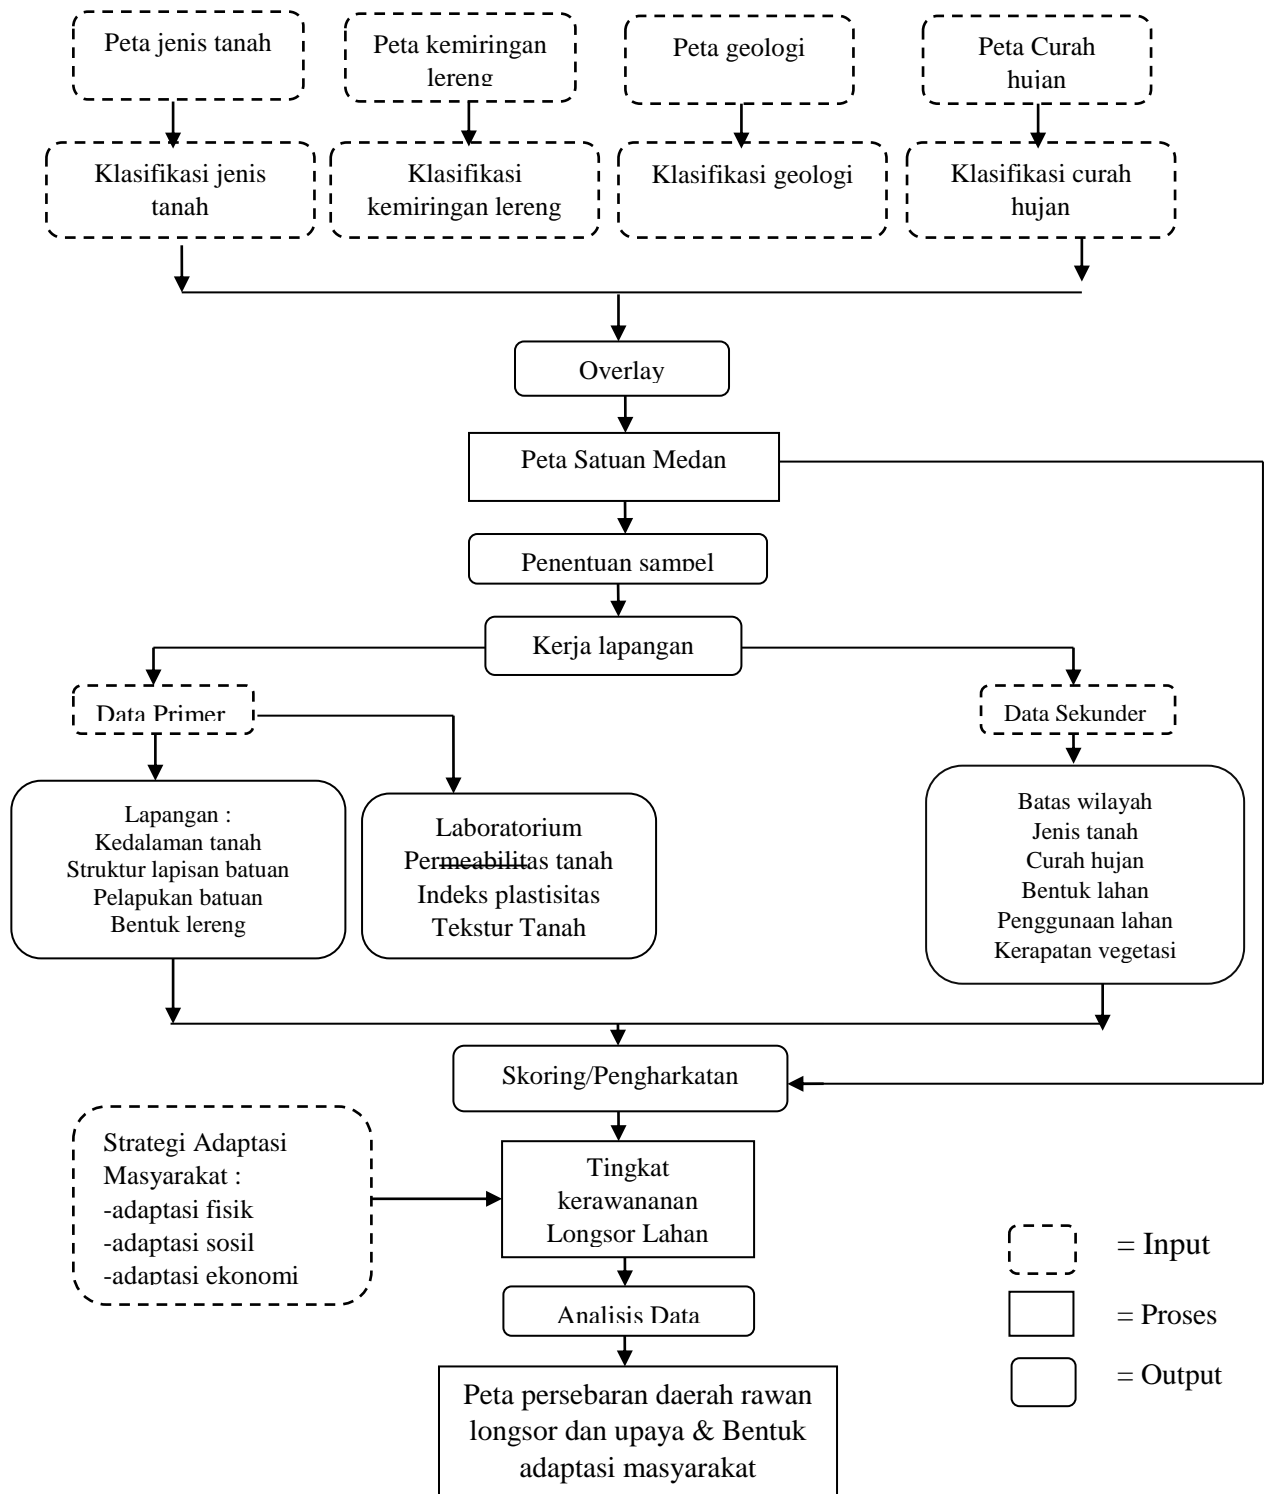 Peta jenis tanah
Peta kemiringan
lereng
Peta geologi
Peta Curah
hujan
Klasifikasi jenis
tanah
Klasifikasi
kemiringan lereng
Klasifikasi geologi
Klasifikasi curah
hujan
Overlay
Peta Satuan Medan
Penentuan sampel
Kerja lapangan
Data Primer
Data Sekunder
Lapangan :
Kedalaman tanah
Struktur lapisan batuan
Pelapukan batuan
Bentuk lereng
Laboratorium
Permeabilitas tanah
Indeks plastisitas
Tekstur Tanah
Batas wilayah
Jenis tanah
Curah hujan
Bentuk lahan
Penggunaan lahan
Kerapatan vegetasi
Skoring/Pengharkatan
Strategi Adaptasi
Masyarakat :
-adaptasi fisik
-adaptasi sosil
-adaptasi ekonomi
Tingkat
kerawananan
Longsor Lahan
Analisis Data
Peta persebaran daerah rawan
longsor dan upaya & Bentuk
adaptasi masyarakat
= Input
= Proses
= Output